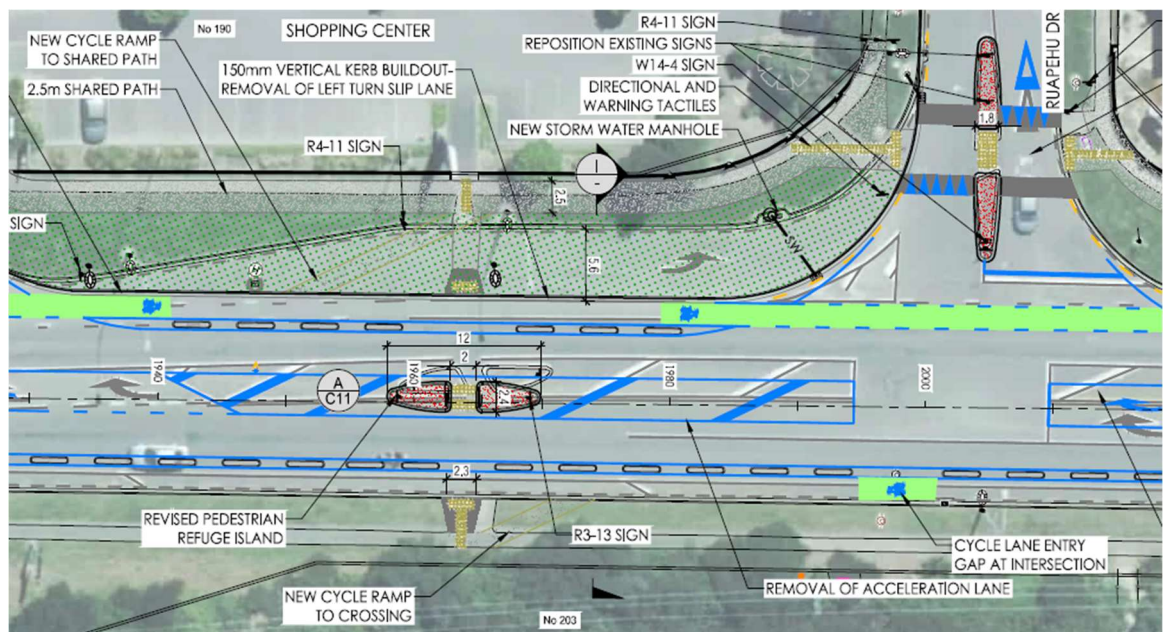 No 190
SHOPPING CENTER
NEW CYCLE RAMP
TO SHARED PATH
2.5m SHARED PATH
150mm VERTICAL KERB BUILDOUT-
REMOVAL OF LEFT TURN SLIP LANE
R4-11 SIGN
R4-11 SIGN
REPOSITION EXISTING SIGNS
W14-4 SIGN
DIRECTIONAL AND
WARNING TACTILES
NEW STORM WATER MANHOLE
RUAPEHU DR
1.8
I
-
2.5
SIGN
5.6
SW
12
2
1940
1960
1980
2000
A
C11
2.4
2.3
REVISED PEDESTRIAN
REFUGE ISLAND
R3-13 SIGN
CYCLE LANE ENTRY
GAP AT INTERSECTION
REMOVAL OF ACCELERATION LANE
NEW CYCLE RAMP
TO CROSSING
No 203